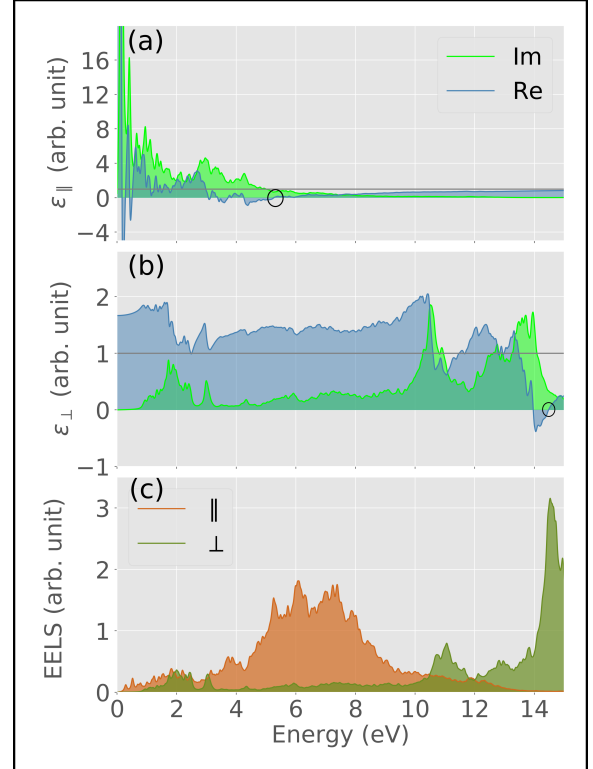 (a)
Im
Re
16
12
8
4
0
−4
ε∥ (arb. unit)
(b)
2
1
0
−1
ε⊥ (arb. unit)
(c)
∥
⊥
3
2
1
0
EELS (arb. unit)
0 2 4 6 8 10 12 14
Energy (eV)